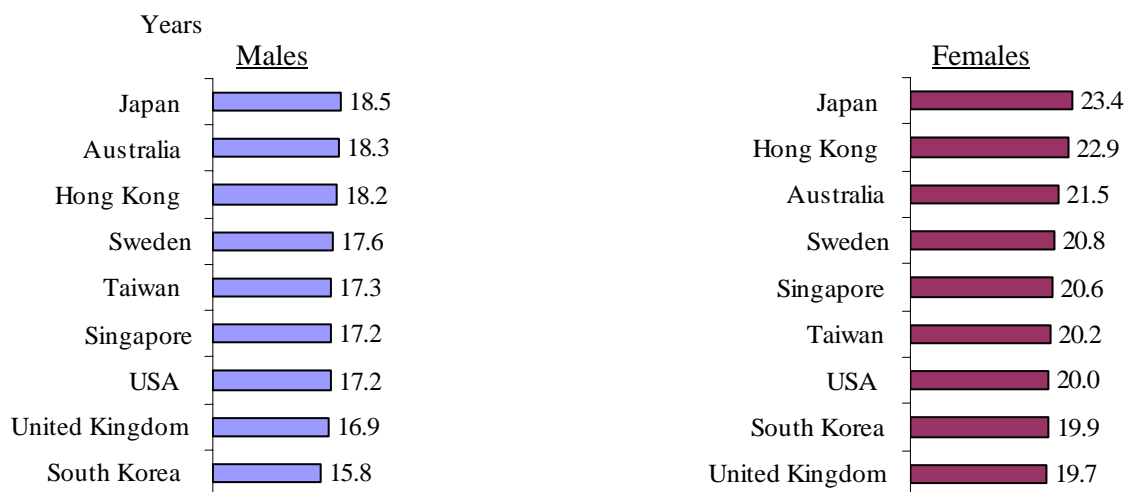 Years
Males
Japan 18.5
Australia 18.3
Hong Kong 18.2
Sweden 17.6
Taiwan 17.3
Singapore 17.2
USA 17.2
United Kingdom 16.9
South Korea 15.8
Females
Japan 23.4
Hong Kong 22.9
Australia 21.5
Sweden 20.8
Singapore 20.6
Taiwan 20.2
USA 20.0
South Korea 19.9
United Kingdom 19.7